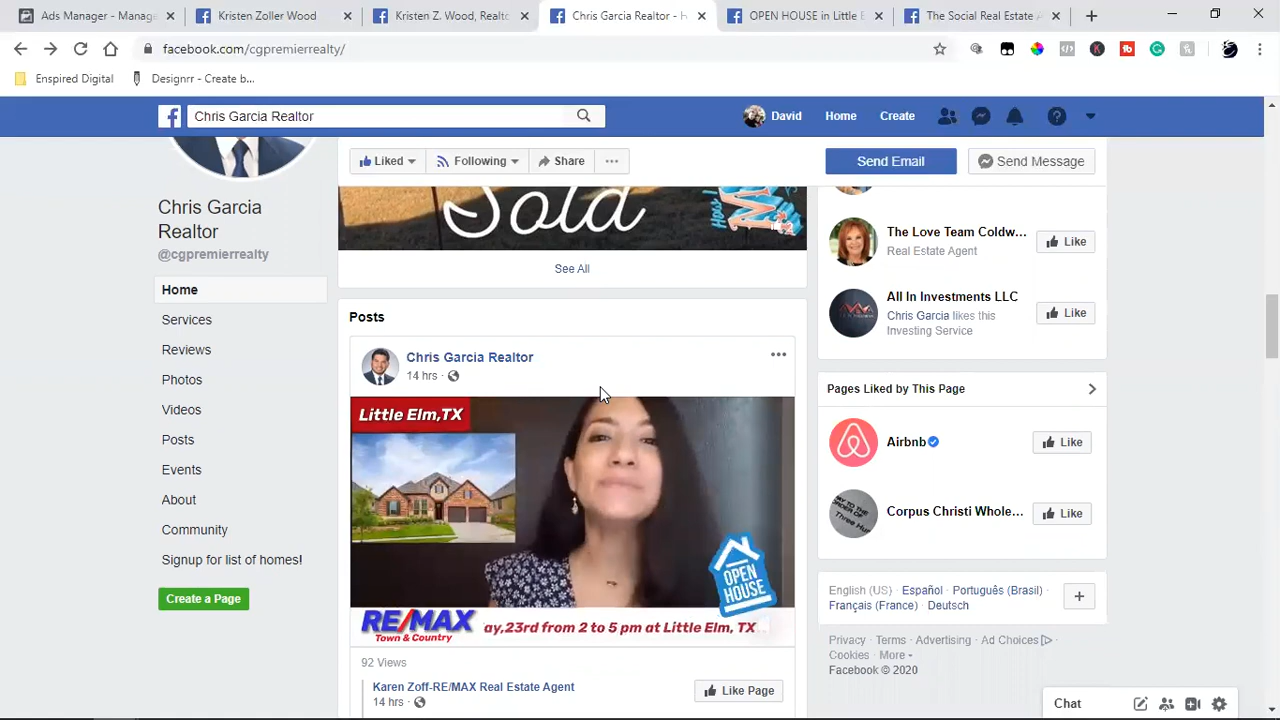 Ads Manager - Manage
Kristen Zoller Wood
Kristen Z. Wood, Realto
Chris Garcia Realtor - H
OPEN HOUSE in Little E
The Social Real Estate A
facebook.com/cgpremierrealty/
Enspired Digital
Designrr - Create b...
Chris Garcia Realtor
David
Home
Create
Liked
Following
Share
Send Email
Send Message
Chris Garcia
Realtor
@cgpremierrealty
Home
Services
Reviews
Photos
Videos
Posts
Events
About
Community
Signup for list of homes!
Create a Page
Sold
See All
Posts
Chris Garcia Realtor
14 hrs ·
Little Elm,TX
OPEN
HOUSE
RE/MAX
Town & Country
ay,23rd from 2 to 5 pm at Little Elm, TX
92 Views
Karen Zoff-RE/MAX Real Estate Agent
14 hrs ·
Like Page
The Love Team Coldw...
Real Estate Agent
Like
All In Investments LLC
Chris Garcia likes this
Investing Service
Like
Pages Liked by This Page
Airbnb
Like
Corpus Christi Whole...
Like
English (US) · Español · Português (Brasil) ·
Français (France) · Deutsch
Privacy · Terms · Advertising · Ad Choices
Cookies · More
Facebook © 2020
Chat